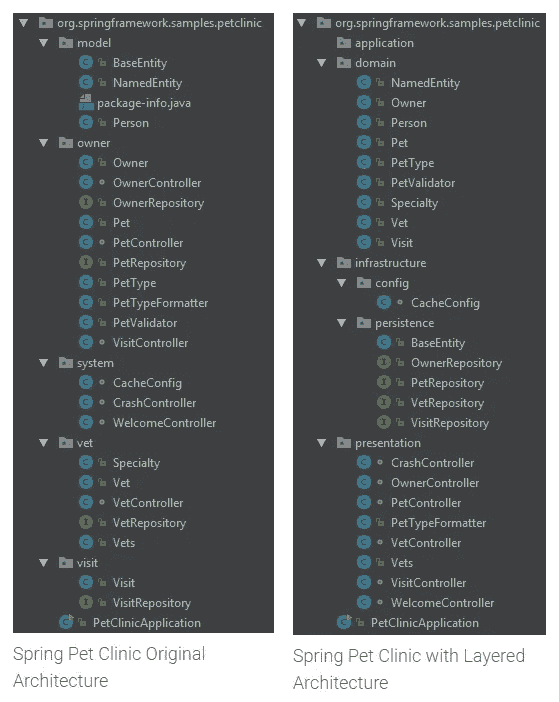 org.springframework.samples.petclinic
model
BaseEntity
NamedEntity
package-info.java
Person
owner
Owner
OwnerController
OwnerRepository
Pet
PetController
PetRepository
PetType
PetTypeFormatter
PetValidator
VisitController
system
CacheConfig
CrashController
WelcomeController
vet
Specialty
Vet
VetController
VetRepository
Vets
visit
Visit
VisitRepository
PetClinicApplication
Spring Pet Clinic Original
Architecture
org.springframework.samples.petclinic
application
domain
NamedEntity
Owner
Person
Pet
PetType
PetValidator
Specialty
Vet
Visit
infrastructure
config
CacheConfig
persistence
BaseEntity
OwnerRepository
PetRepository
VetRepository
VisitRepository
presentation
CrashController
OwnerController
PetController
PetTypeFormatter
VetController
Vets
VisitController
WelcomeController
PetClinicApplication
Spring Pet Clinic with Layered
Architecture